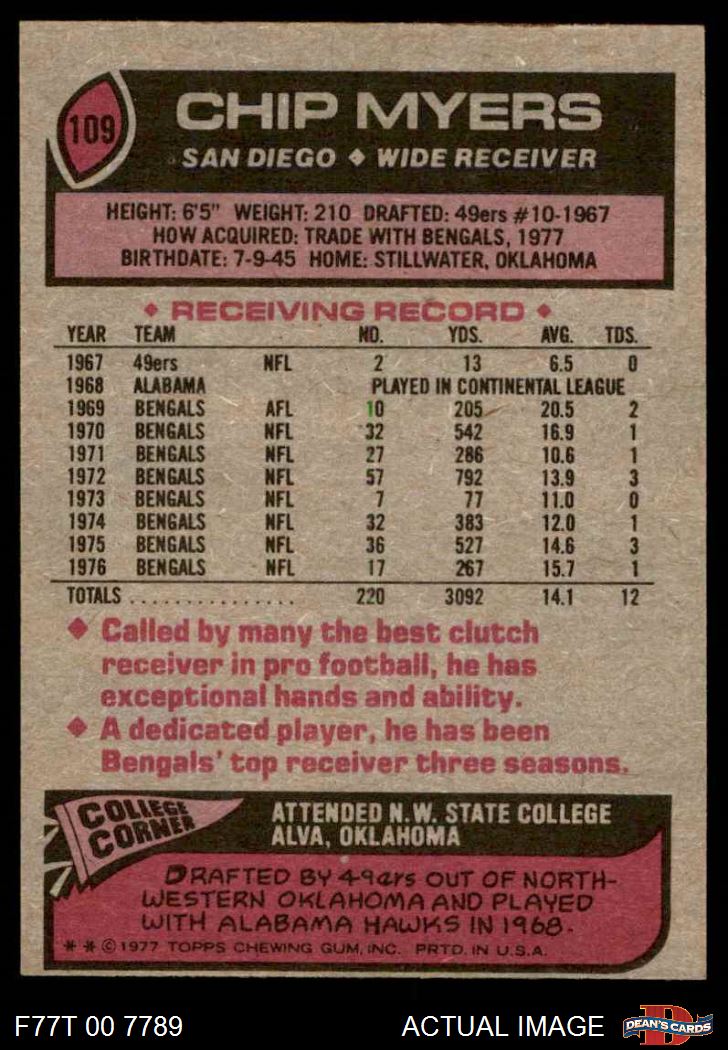 109
CHIP MYERS
SAN DIEGO ◆ WIDE RECEIVER
HEIGHT: 6'5" WEIGHT: 210 DRAFTED: 49ers #10-1967
HOW ACQUIRED: TRADE WITH BENGALS, 1977
BIRTHDATE: 7-9-45 HOME: STILLWATER, OKLAHOMA
◆ RECEIVING RECORD ◆
YEAR TEAM NO. YDS. AVG. TDS.
1967 49ers NFL 2 13 6.5 0
1968 ALABAMA PLAYED IN CONTINENTAL LEAGUE
1969 BENGALS AFL 10 205 20.5 2
1970 BENGALS NFL 32 542 16.9 1
1971 BENGALS NFL 27 286 10.6 1
1972 BENGALS NFL 57 792 13.9 3
1973 BENGALS NFL 7 77 11.0 0
1974 BENGALS NFL 32 383 12.0 1
1975 BENGALS NFL 36 527 14.6 3
1976 BENGALS NFL 17 267 15.7 1
TOTALS ................ 220 3092 14.1 12
◆ Called by many the best clutch
receiver in pro football, he has
exceptional hands and ability.
◆ A dedicated player, he has been
Bengals' top receiver three seasons.
COLLEGE
CORNER
ATTENDED N.W. STATE COLLEGE
ALVA, OKLAHOMA
DRAFTED BY 49ers OUT OF NORTH-
WESTERN OKLAHOMA AND PLAYED
WITH ALABAMA HAWKS IN 1968.
* * © 1977 TOPPS CHEWING GUM, INC. PRTD. IN U.S.A.
F77T 00 7789 ACTUAL IMAGE
D
DEAN'S CARDS